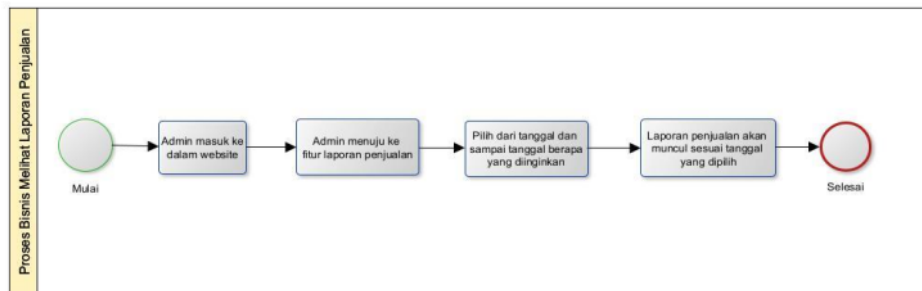 Proses Bisnis Melihat Laporan Penjualan
Mulai
Admin masuk ke
dalam website
Admin menuju ke
fitur laporan penjualan
Pilih dari tanggal dan
sampai tanggal berapa
yang diinginkan
Laporan penjualan akan
muncul sesuai tanggal
yang dipilih
Selesai